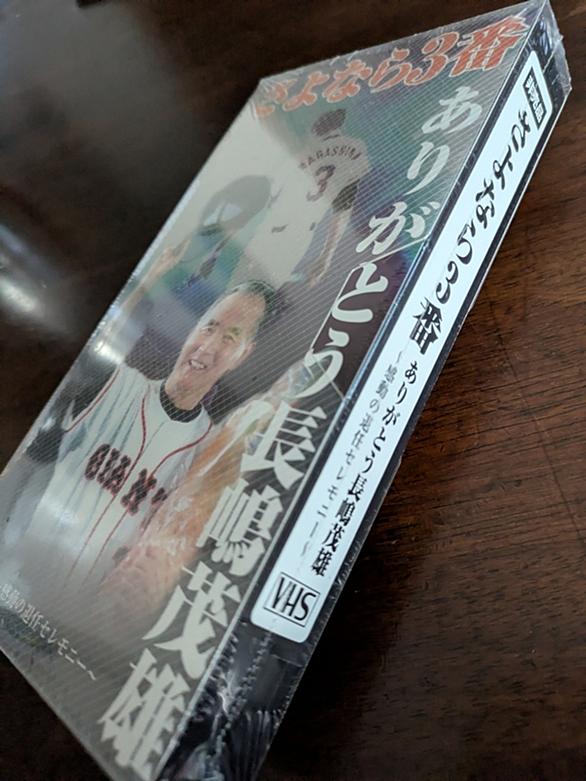 さよなら3番
ありがとう長嶋茂雄
NAGASHIMA
3
GIANTS
感動の退任セレモニー〜
さよなら3番
ありがとう長嶋茂雄
〜感動の退任セレモニー〜
VHS